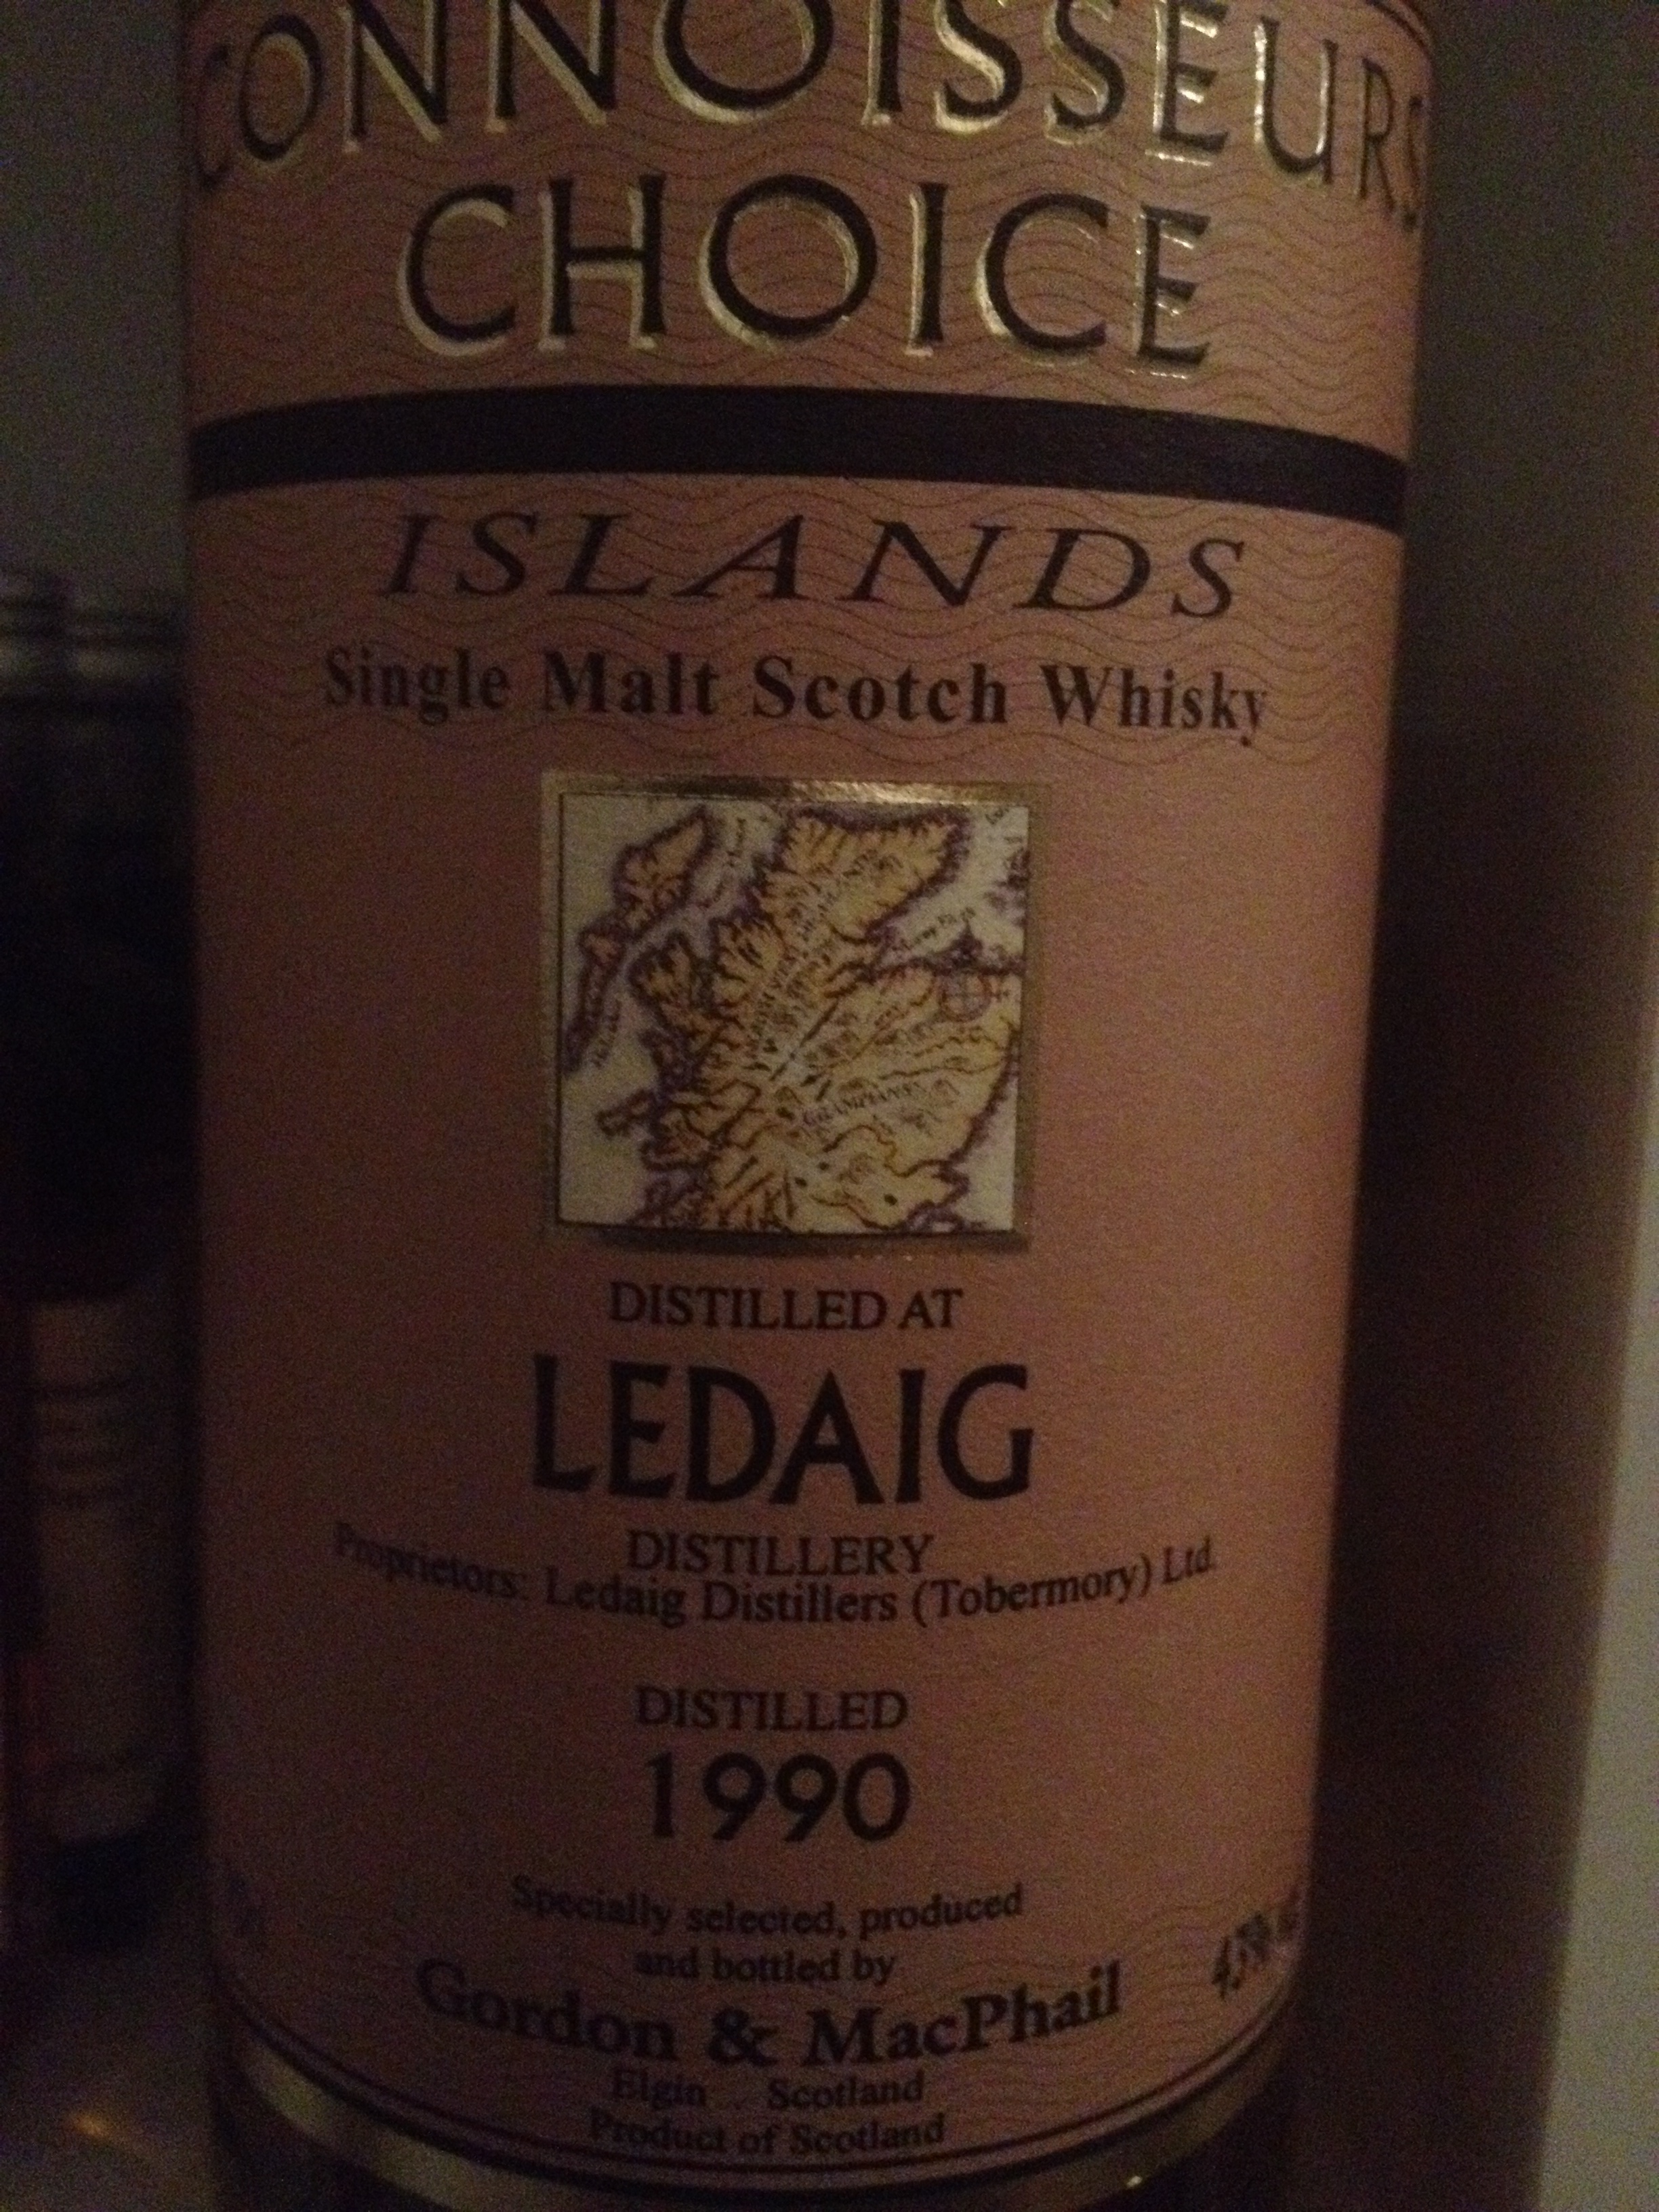 CONNOISSEURS
CHOICE
ISLANDS
Single Malt Scotch Whisky
GRAMPIANS
DISTILLED AT
LEDAIG
DISTILLERY
Proprietors: Ledaig Distillers (Tobermory) Ltd.
DISTILLED
1990
Specially selected, produced
and bottled by
Gordon & MacPhail
Elgin Scotland
Product of Scotland